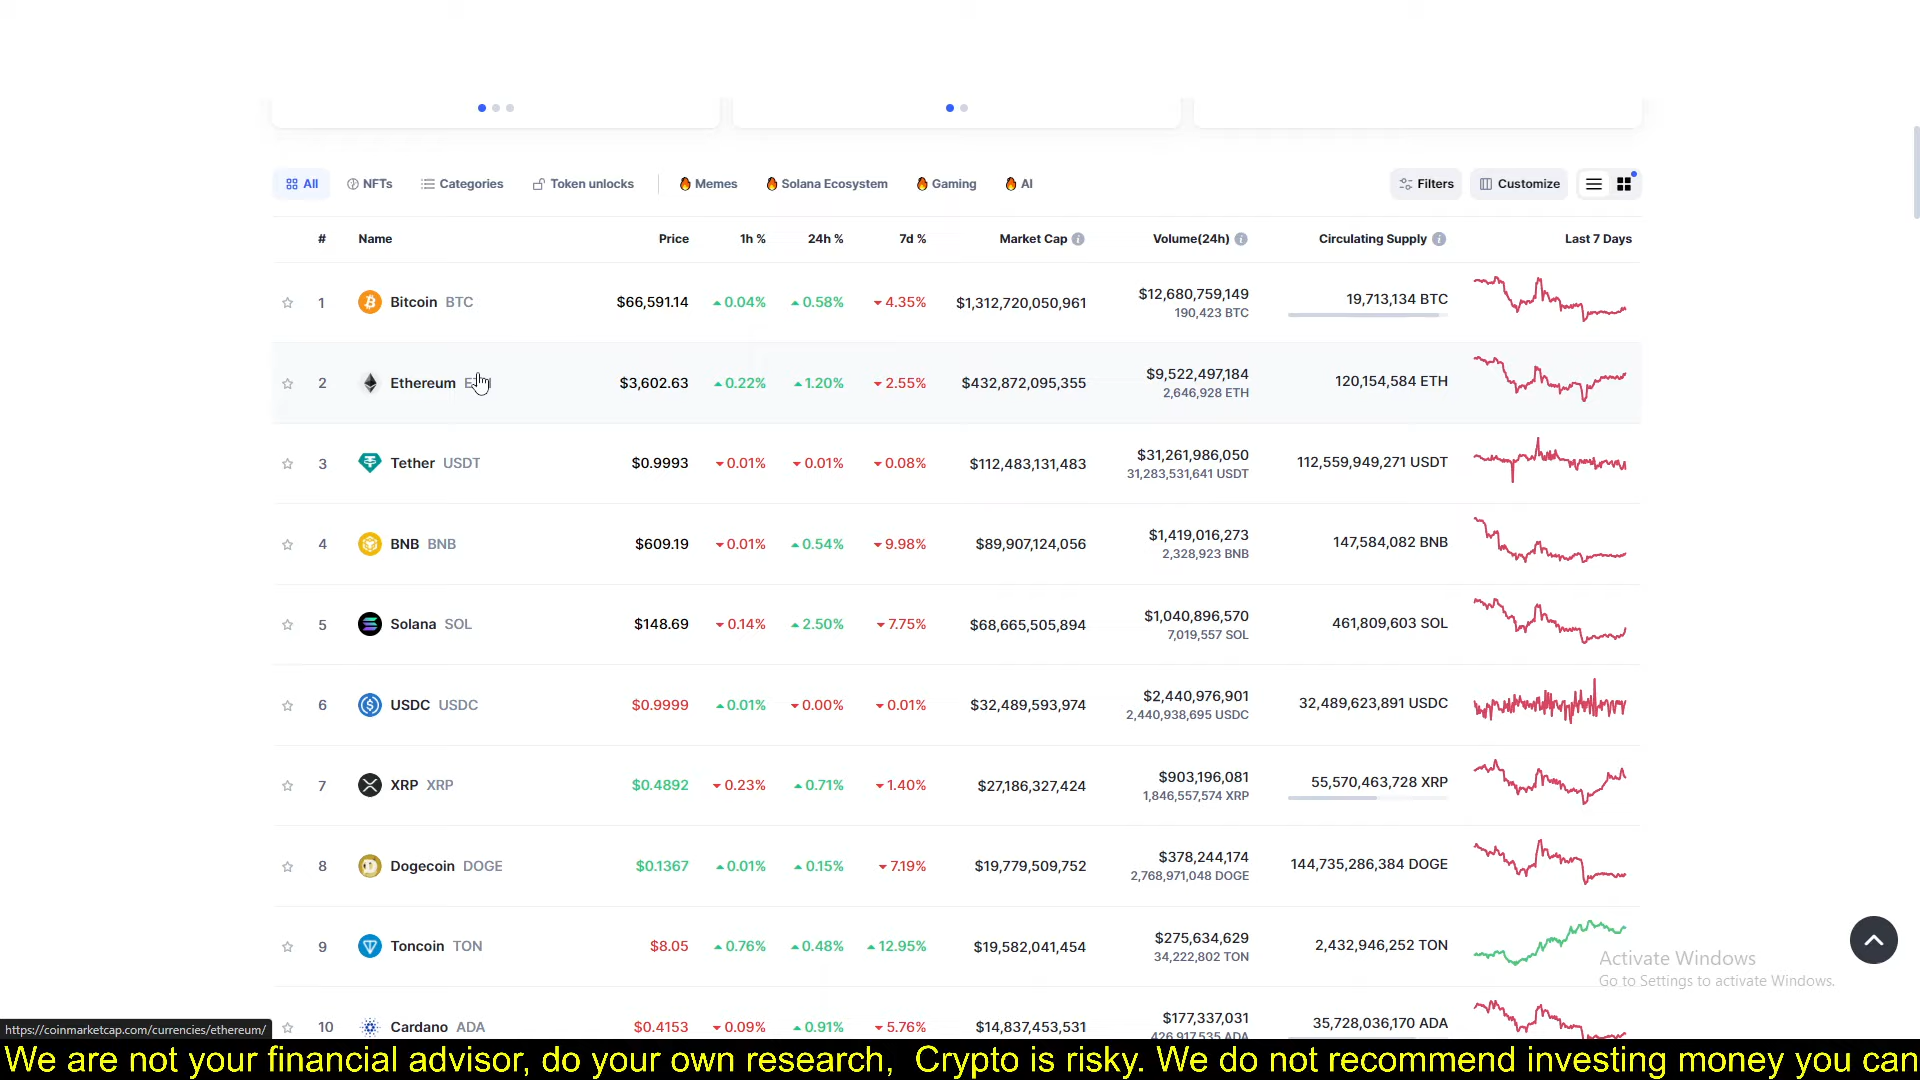 All NFTs Categories Token unlocks Memes Solana Ecosystem Gaming AI Filters Customize
# Name Price 1h % 24h % 7d % Market Cap Volume(24h) Circulating Supply Last 7 Days
1 Bitcoin BTC $66,591.14 0.04% 0.58% 4.35% $1,312,720,050,961 $12,680,759,149 19,713,134 BTC
190,423 BTC
2 Ethereum $3,602.63 0.22% 1.20% 2.55% $432,872,095,355 $9,522,497,184 120,154,584 ETH
2,646,928 ETH
3 Tether USDT $0.9993 0.01% 0.01% 0.08% $112,483,131,483 $31,261,986,050 112,559,949,271 USDT
31,283,531,641 USDT
4 BNB BNB $609.19 0.01% 0.54% 9.98% $89,907,124,056 $1,419,016,273 147,584,082 BNB
2,328,923 BNB
5 Solana SOL $148.69 0.14% 2.50% 7.75% $68,665,505,894 $1,040,896,570 461,809,603 SOL
7,019,557 SOL
6 USDC USDC $0.9999 0.01% 0.00% 0.01% $32,489,593,974 $2,440,976,901 32,489,623,891 USDC
2,440,938,695 USDC
7 XRP XRP $0.4892 0.23% 0.71% 1.40% $27,186,327,424 $903,196,081 55,570,463,728 XRP
1,846,557,574 XRP
8 Dogecoin DOGE $0.1367 0.01% 0.15% 7.19% $19,779,509,752 $378,244,174 144,735,286,384 DOGE
2,768,971,048 DOGE
9 Toncoin TON $8.05 0.76% 0.48% 12.95% $19,582,041,454 $275,634,629 2,432,946,252 TON
34,222,802 TON
Activate Windows
Go to Settings to activate Windows.
10 Cardano ADA $0.4153 0.09% 0.91% 5.76% $14,837,453,531 $177,337,031 35,728,036,170 ADA
426,917,535 ADA
https://coinmarketcap.com/currencies/ethereum/
We are not your financial advisor, do your own research, Crypto is risky. We do not recommend investing money you can